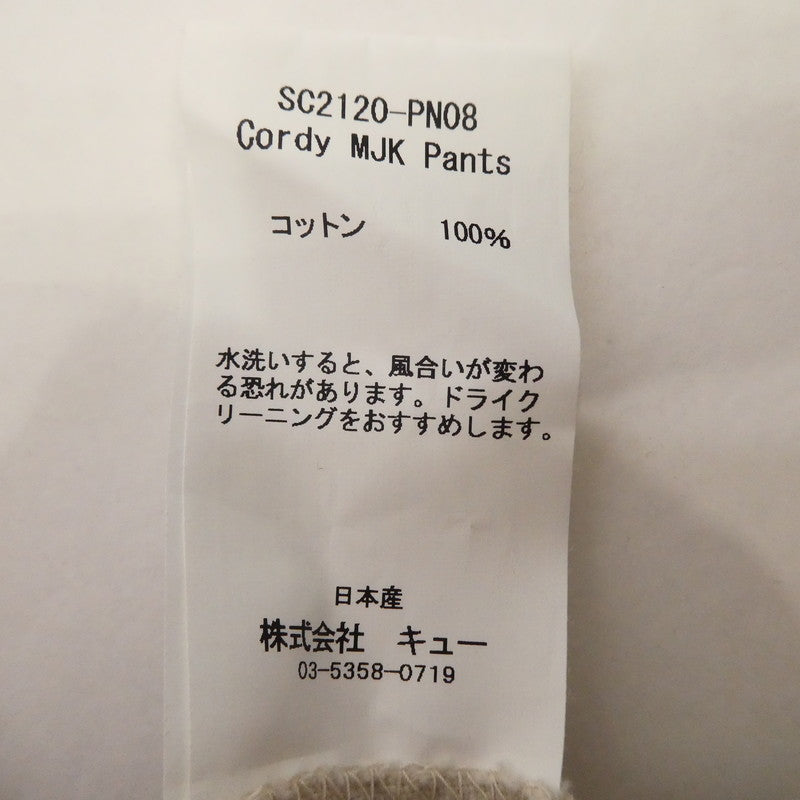 SC2120-PN08
Cordy MJK Pants
コットン 100%
水洗いすると、風合いが変わ
る恐れがあります。ドライク
リーニングをおすすめします。
日本産
株式会社 キュー
03-5358-0719